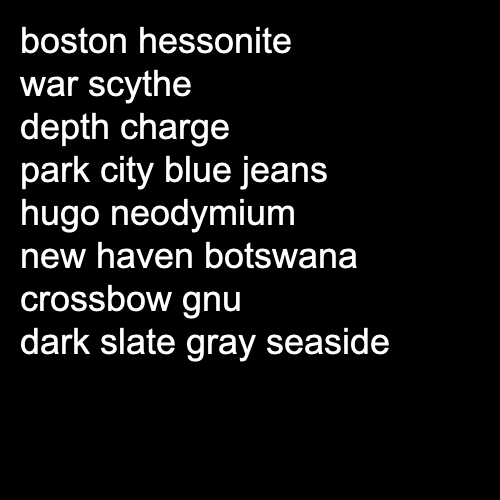 boston hessonite
war scythe
depth charge
park city blue jeans
hugo neodymium
new haven botswana
crossbow gnu
dark slate gray seaside